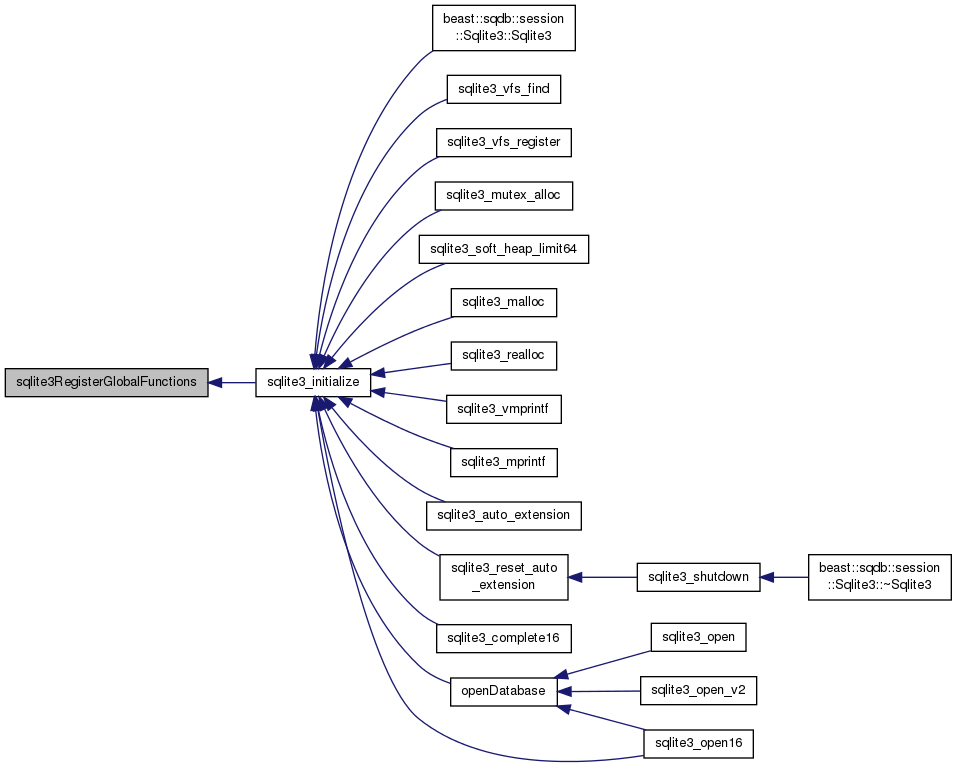 beast::sqdb::session
::Sqlite3::Sqlite3
sqlite3_vfs_find
sqlite3_vfs_register
sqlite3_mutex_alloc
sqlite3_soft_heap_limit64
sqlite3_malloc
sqlite3_realloc
sqlite3RegisterGlobalFunctions
sqlite3_initialize
sqlite3_vmprintf
sqlite3_mprintf
sqlite3_auto_extension
sqlite3_reset_auto
_extension
sqlite3_shutdown
beast::sqdb::session
::Sqlite3::~Sqlite3
sqlite3_complete16
sqlite3_open
openDatabase
sqlite3_open_v2
sqlite3_open16